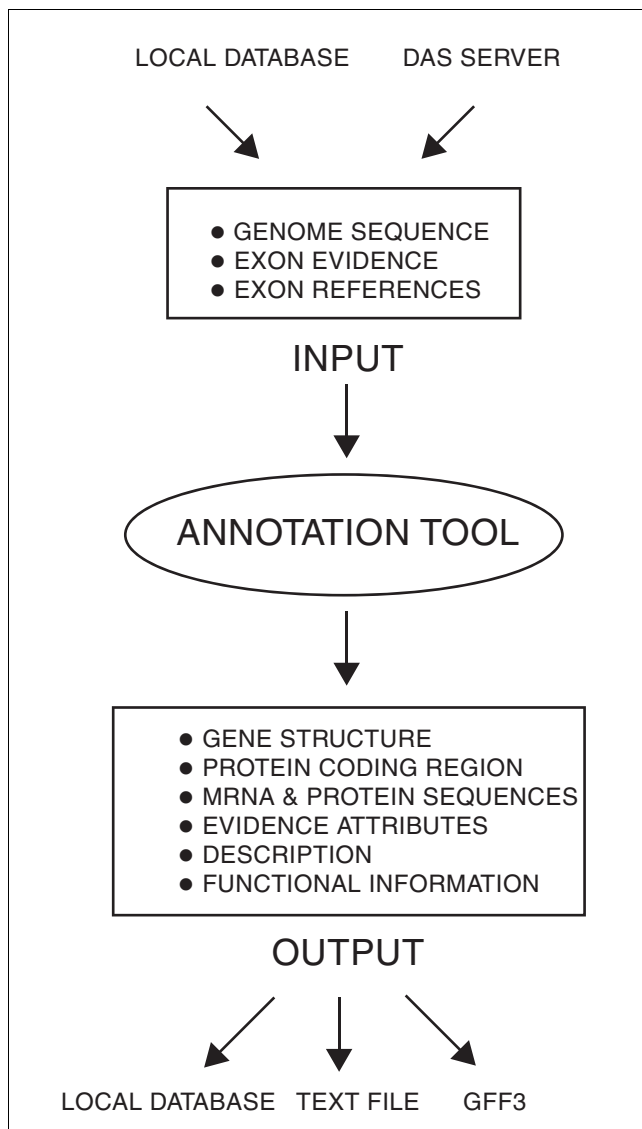 LOCAL DATABASE DAS SERVER
● GENOME SEQUENCE
● EXON EVIDENCE
● EXON REFERENCES
INPUT
ANNOTATION TOOL
● GENE STRUCTURE
● PROTEIN CODING REGION
● MRNA & PROTEIN SEQUENCES
● EVIDENCE ATTRIBUTES
● DESCRIPTION
● FUNCTIONAL INFORMATION
OUTPUT
LOCAL DATABASE TEXT FILE GFF3